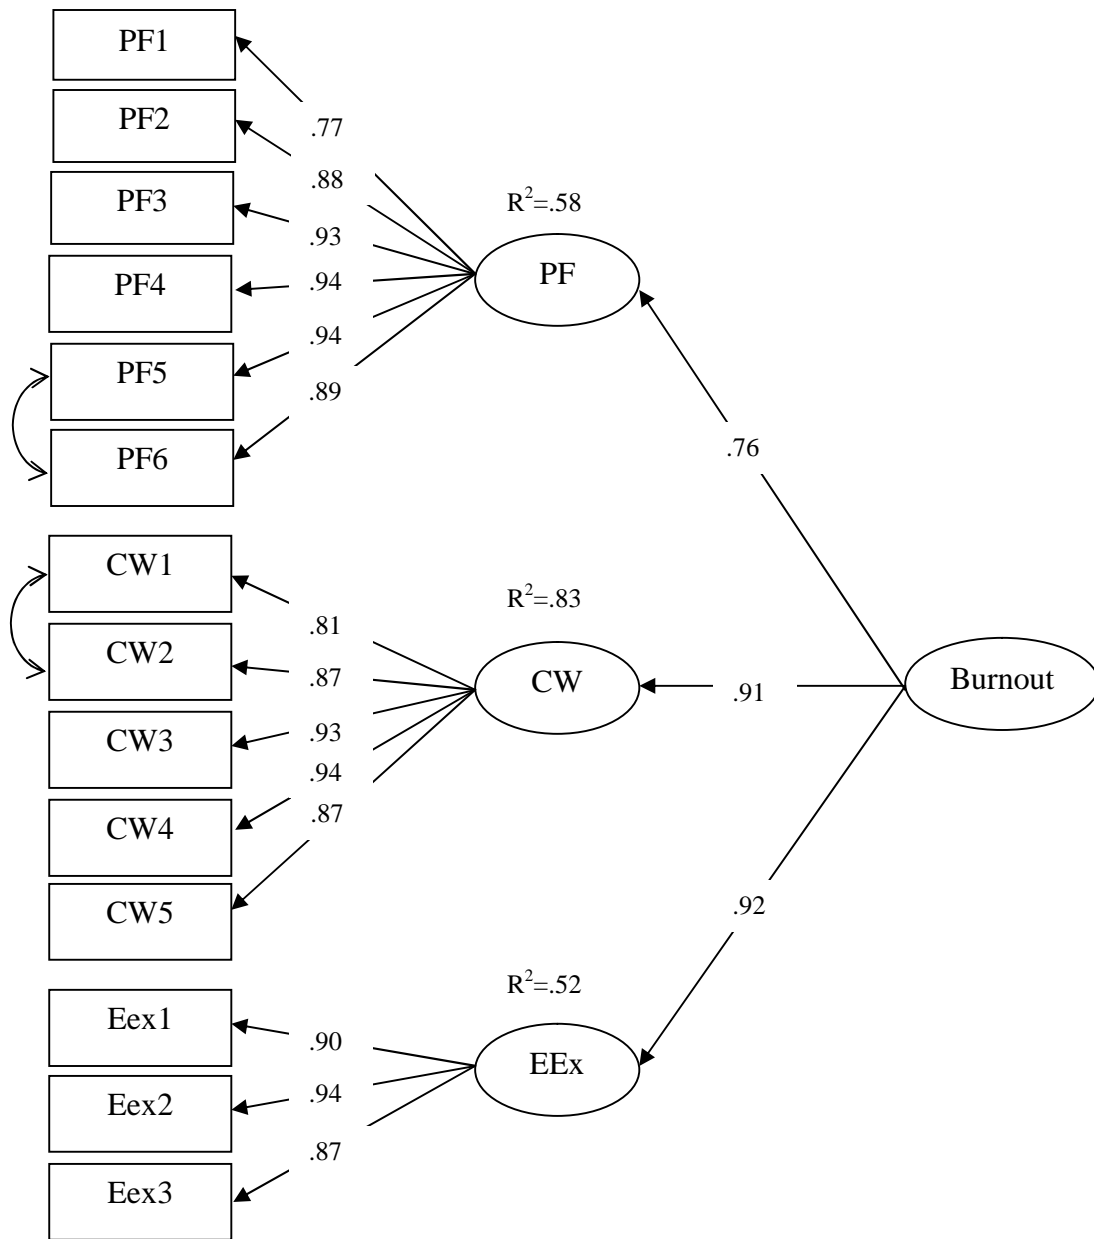 PF1
PF2
PF3
PF4
PF5
PF6
.77
.88
.93
.94
.94
.89
R²=.58
PF
.76
CW1
CW2
CW3
CW4
CW5
.81
.87
.93
.94
.87
R²=.83
CW
.91
Burnout
.92
Eex1
Eex2
Eex3
.90
.94
.87
R²=.52
EEx